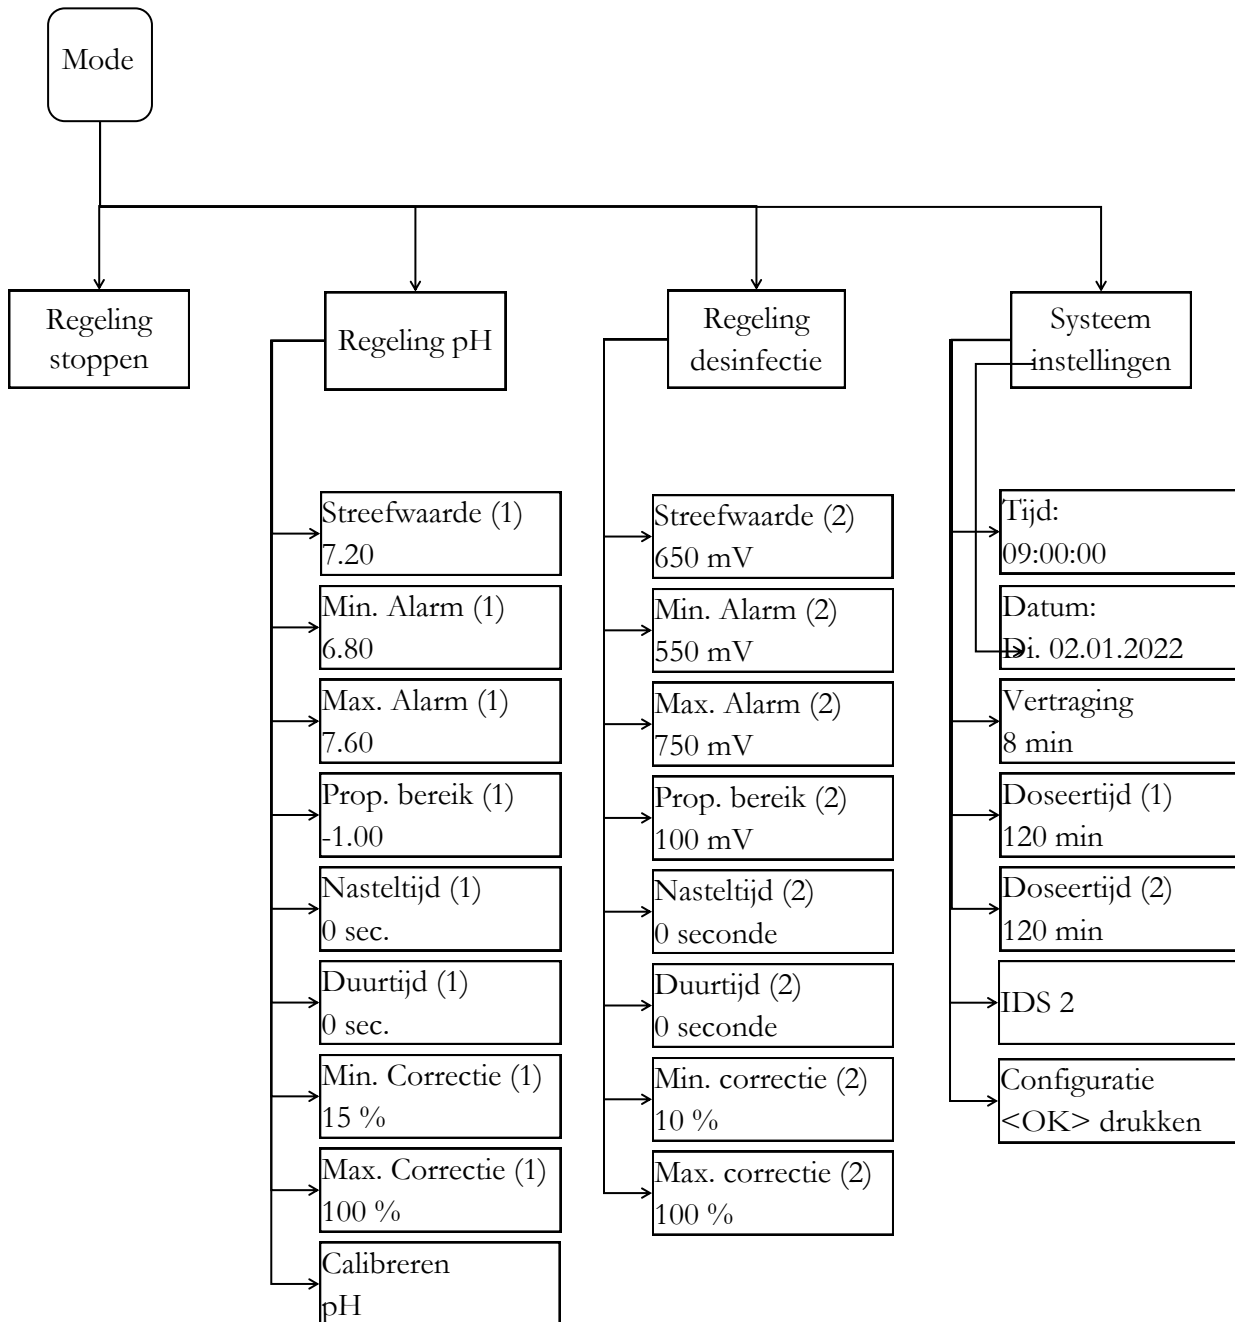 Mode
Regeling
stoppen
Regeling pH
Regeling
desinfectie
Systeem
instellingen
Streefwaarde (1)
7.20
Min. Alarm (1)
6.80
Max. Alarm (1)
7.60
Prop. bereik (1)
-1.00
Nasteltijd (1)
0 sec.
Duurtijd (1)
0 sec.
Min. Correctie (1)
15 %
Max. Correctie (1)
100 %
Calibreren
pH
Streefwaarde (2)
650 mV
Min. Alarm (2)
550 mV
Max. Alarm (2)
750 mV
Prop. bereik (2)
100 mV
Nasteltijd (2)
0 seconde
Duurtijd (2)
0 seconde
Min. correctie (2)
10 %
Max. correctie (2)
100 %
Tijd:
09:00:00
Datum:
Di. 02.01.2022
Vertraging
8 min
Doseertijd (1)
120 min
Doseertijd (2)
120 min
IDS 2
Configuratie
<OK> drukken